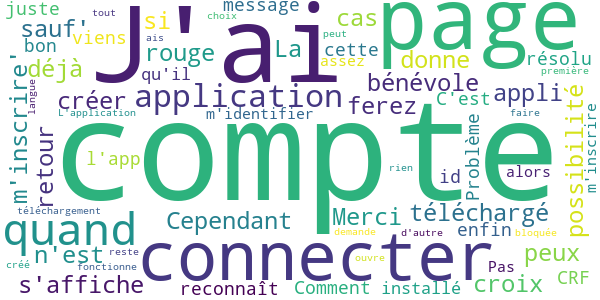 juste
tout
J'ai
choix
message
page
sauf'
si
cas
bon
viens
ais
rouge
La
cette
peut
donne
résolu
déjà
qu'il
assez
première
m'inscrire'
langue
créer
application
bénévole
appli
L'application
m'identifier
ferez
C'est
faire
possibilité
m'inscrire
retour
l'app
compte
Problème
rien
id
alors
téléchargement
quand
Cependant
Merci
téléchargé
demande
d'autre
enfin
bloquée
n'est
reste
connecter
ouvre
Pas
peux
créé
fonctionne
s'affiche
reconnaît
Comment
installé
croix
CRF